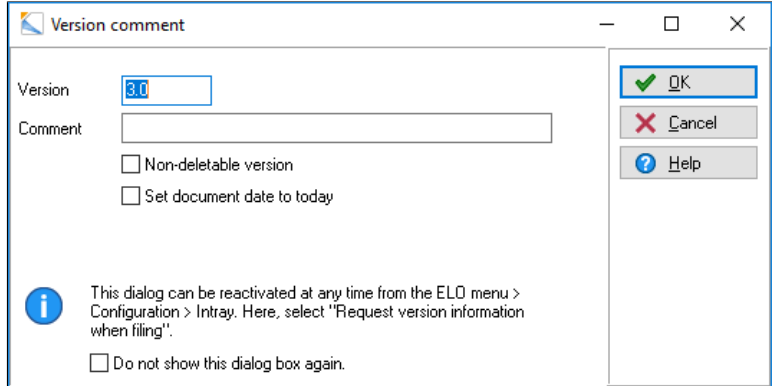 Version comment
Version 3.0
Comment
Non-deletable version
Set document date to today
This dialog can be reactivated at any time from the ELO menu >
Configuration > Intray. Here, select "Request version information
when filing".
Do not show this dialog box again.
OK
Cancel
Help